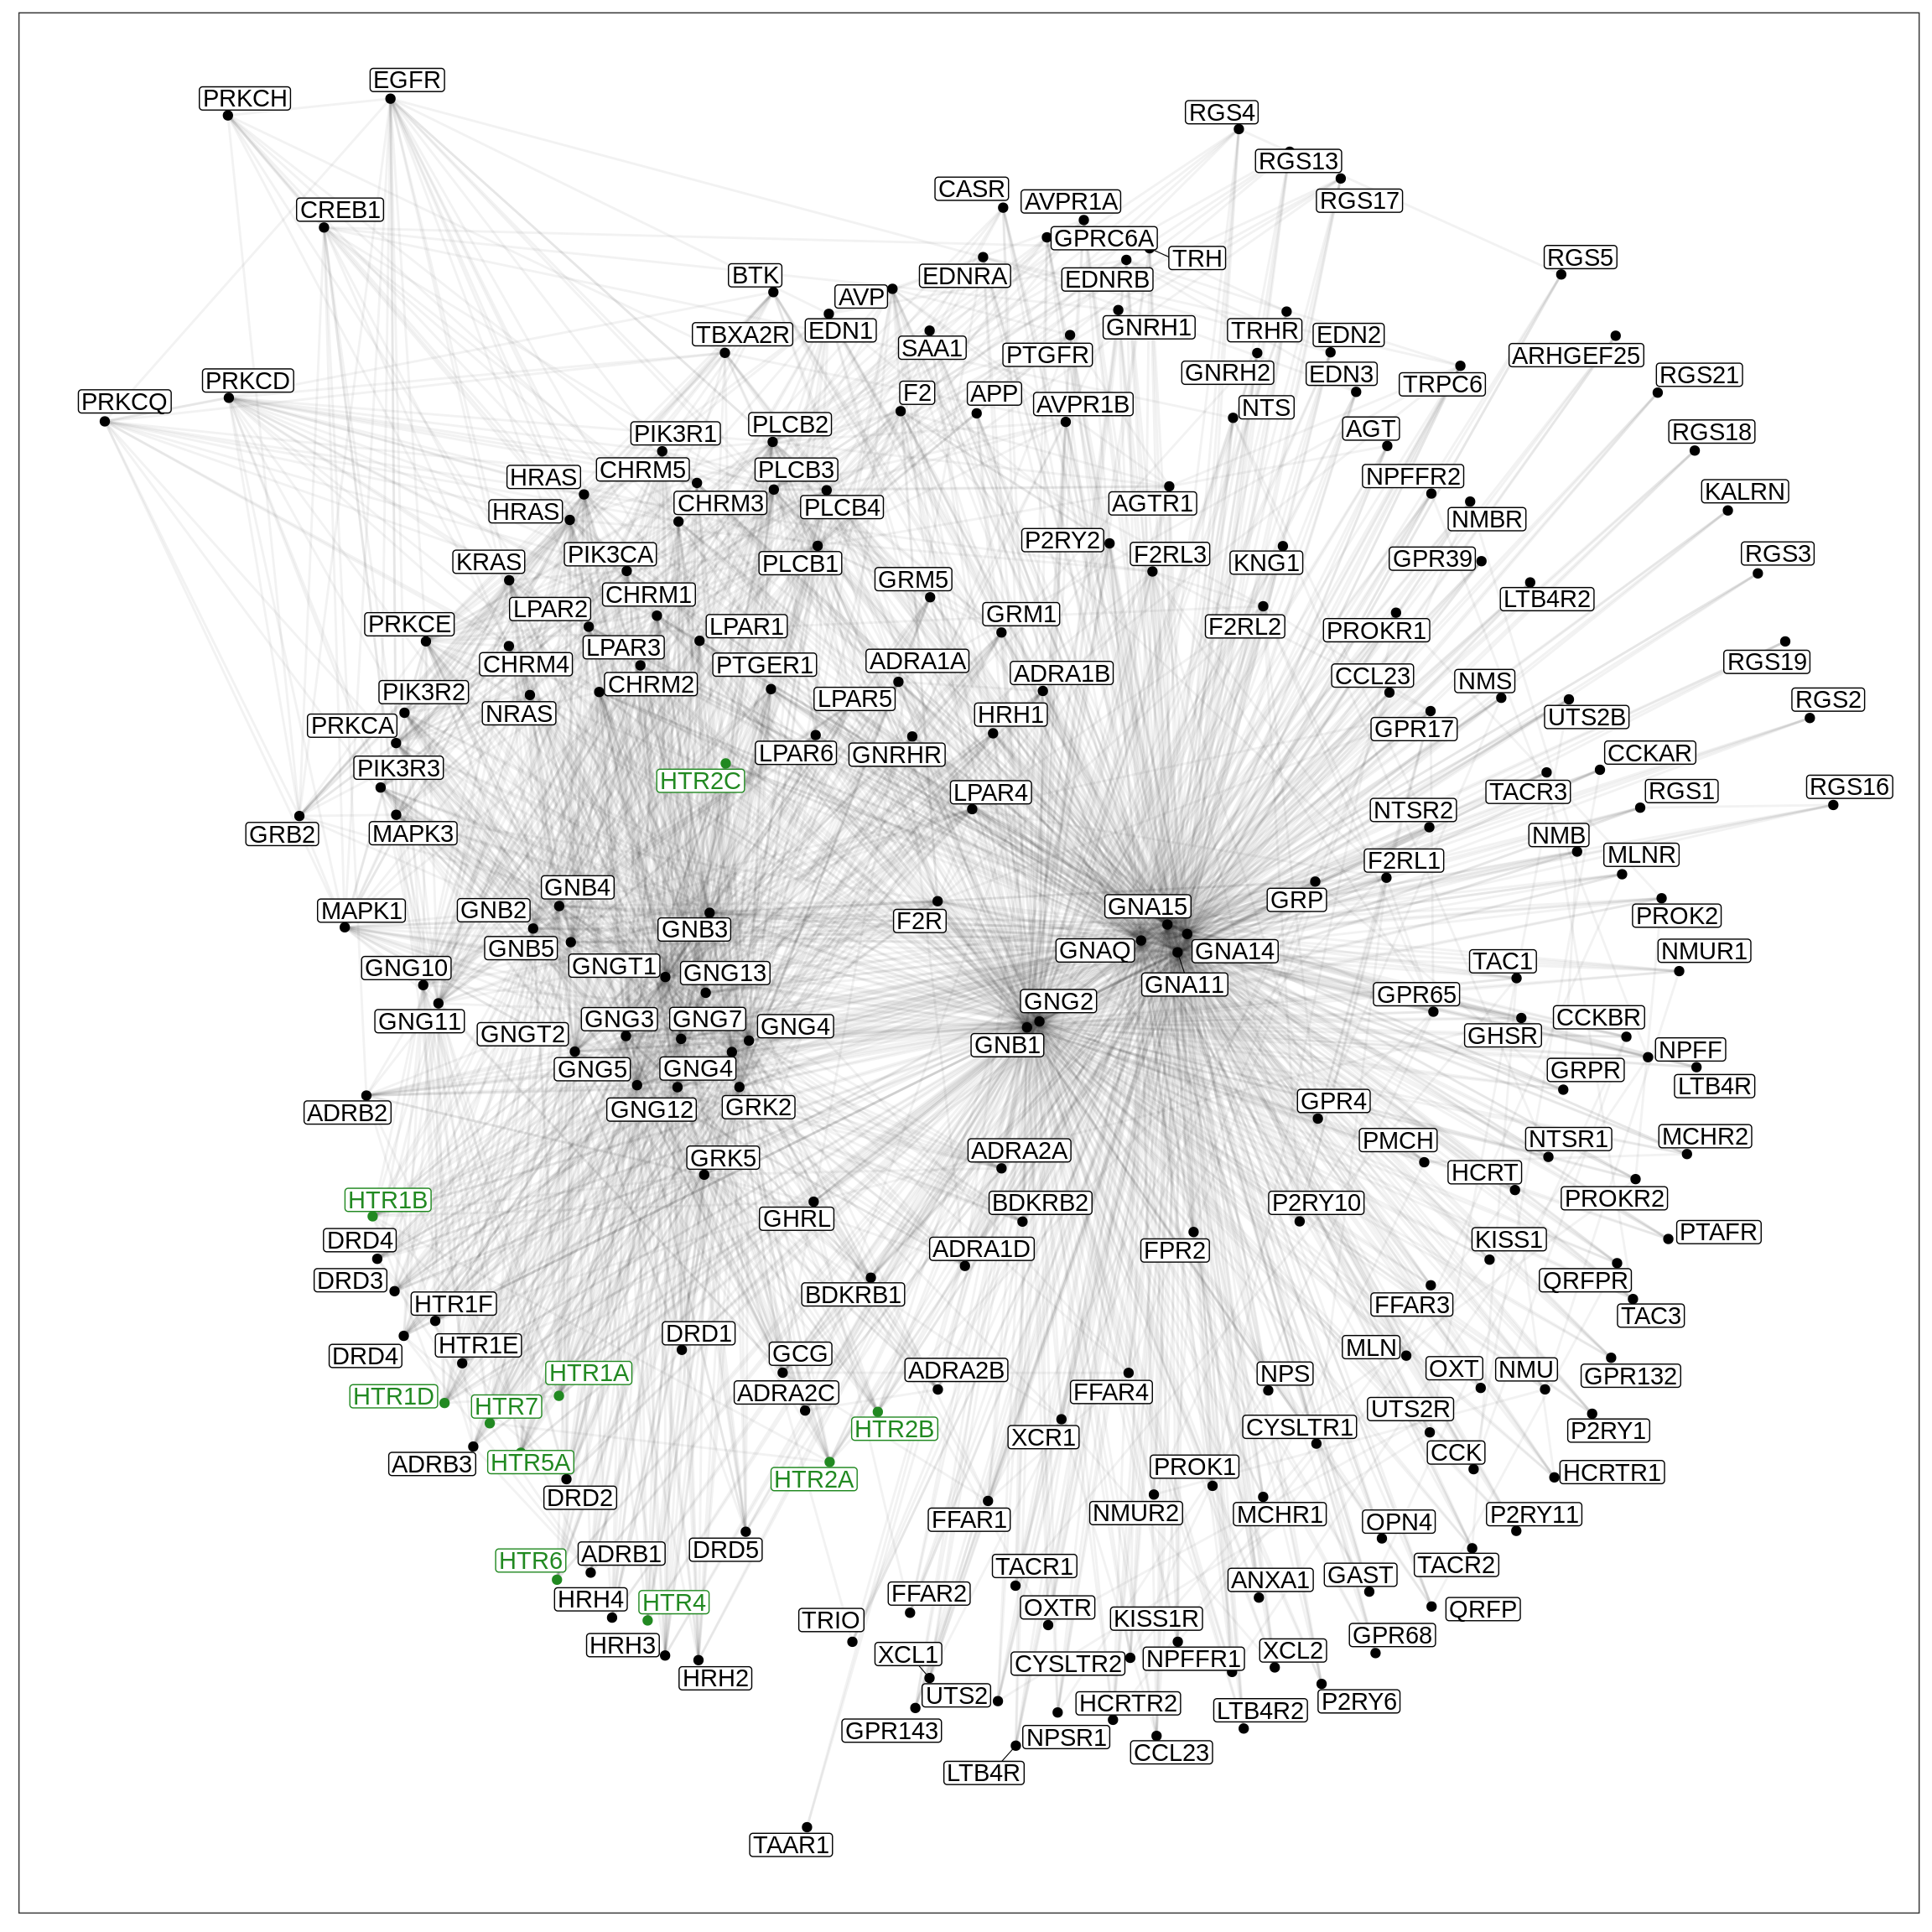 EGFR
PRKCH
RGS4
RGS13
CASR
AVPR1A
RGS17
CREB1
GPRC6A
TRH
RGS5
BTK
EDNRA
EDNRB
AVP
EDN1
GNRH1
TBXA2R
TRHR
EDN2
SAA1
PTGFR
ARHGEF25
GNRH2
EDN3
RGS21
PRKCD
TRPC6
PRKCQ
F2
APP
AVPR1B
NTS
PIK3R1
PLCB2
AGT
RGS18
HRAS
CHRM5
PLCB3
NPFFR2
KALRN
HRAS
CHRM3
PLCB4
AGTR1
NMBR
P2RY2
F2RL3
KRAS
PIK3CA
PLCB1
KNG1
GPR39
RGS3
GRM5
LPAR2
CHRM1
LTB4R2
PRKCE
LPAR1
GRM1
F2RL2
PROKR1
LPAR3
CHRM4
PTGER1
ADRA1A
ADRA1B
RGS19
PIK3R2
CHRM2
LPAR5
CCL23
NMS
RGS2
PRKCA
NRAS
HRH1
GPR17
UTS2B
PIK3R3
LPAR6
GNRHR
CCKAR
HTR2C
LPAR4
TACR3
RGS1
RGS16
GRB2
MAPK3
NTSR2
NMB
F2RL1
MLNR
GNB4
GRP
MAPK1
GNB2
GNA15
PROK2
GNB5
GNB3
F2R
GNAQ
GNA14
NMUR1
GNG10
GNGT1
GNG13
GNA11
TAC1
GPR65
GNG11
GNGT2
GNG3
GNG7
GNG4
GNG2
GNB1
GHSR
CCKBR
NPFF
GNG5
GNG4
GRPR
LTB4R
ADRB2
GNG12
GRK2
GPR4
PMCH
NTSR1
MCHR2
GRK5
ADRA2A
HCRT
PROKR2
HTR1B
GHRL
BDKRB2
P2RY10
DRD4
ADRA1D
FPR2
KISS1
PTAFR
DRD3
BDKRB1
QRFPR
HTR1F
FFAR3
TAC3
DRD4
HTR1E
DRD1
GCG
MLN
HTR1D
HTR1A
ADRA2C
ADRA2B
FFAR4
NPS
OXT
NMU
GPR132
HTR7
HTR2B
XCR1
CYSLTR1
UTS2R
P2RY1
ADRB3
HTR5A
HTR2A
PROK1
CCK
HCRTR1
DRD2
FFAR1
NMUR2
MCHR1
OPN4
P2RY11
HTR6
ADRB1
DRD5
TACR1
ANXA1
GAST
TACR2
HRH4
HTR4
TRIO
FFAR2
OXTR
KISS1R
QRFP
HRH3
XCL1
CYSLTR2
NPFFR1
XCL2
GPR68
HRH2
UTS2
HCRTR2
LTB4R2
P2RY6
GPR143
NPSR1
CCL23
LTB4R
TAAR1